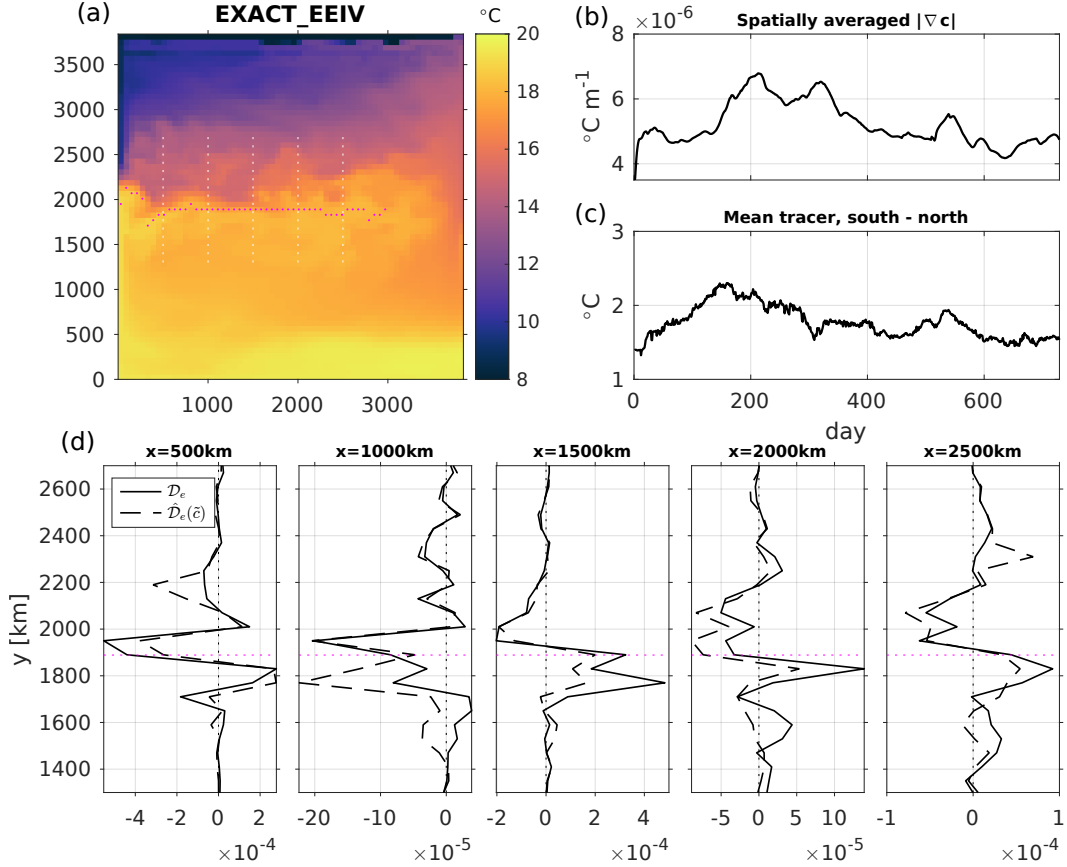 (a)
EXACT_EEIV
°C
3500
3000
2500
2000
1500
1000
500
0
1000
2000
3000
20
18
16
14
12
10
8
(b)
×10⁻⁶
Spatially averaged |∇c|
°C m⁻¹
8
6
4
(c)
Mean tracer, south - north
°C
3
2
1
0
200
400
600
day
(d)
x=500km
x=1000km
x=1500km
x=2000km
x=2500km
y [km]
2600
2400
2200
2000
1800
1600
1400
𝒟ₑ
𝒟̂ₑ(c̃)
-4 -2 0 2
×10⁻⁴
-20 -15 -10 -5 0
×10⁻⁵
-2 0 2 4
×10⁻⁴
-5 0 5 10
×10⁻⁵
-1 0 1
×10⁻⁴